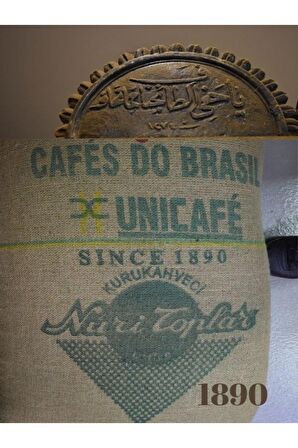 CAFÉS DO BRASIL
UNICAFÉ
SINCE 1890
KURUKAHVECİ
Nuri Toplar
1890